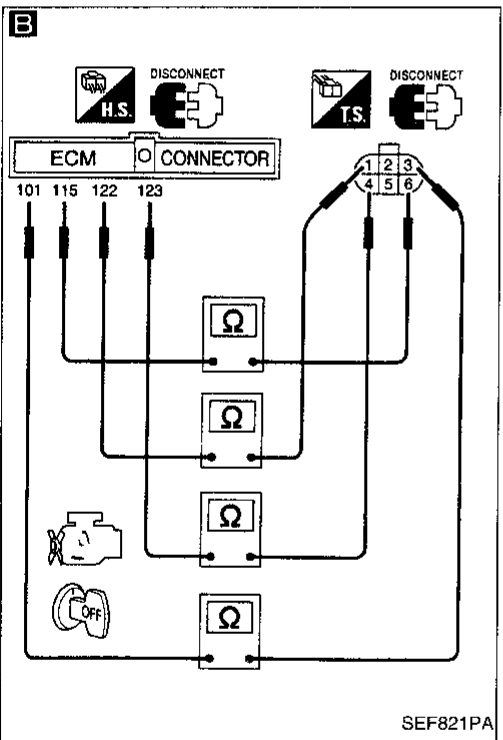 B
DISCONNECT
DISCONNECT
H.S.
T.S.
ECM
CONNECTOR
101 115 122 123
1 2 3
4 5 6
Ω
Ω
Ω
OFF
Ω
SEF821PA